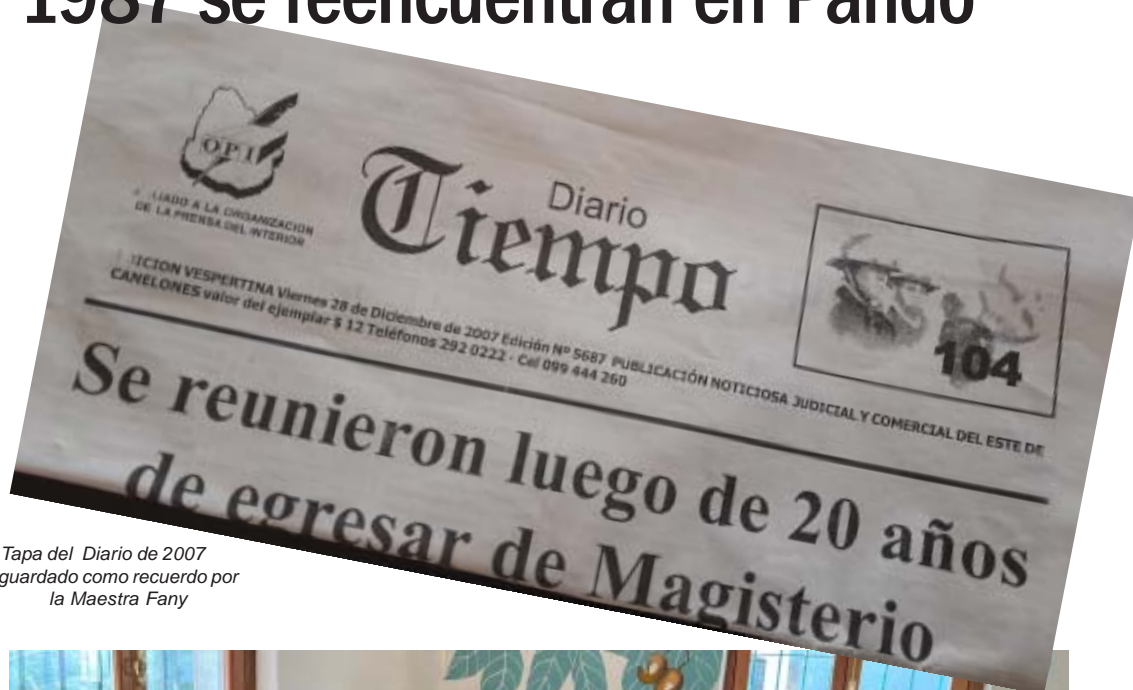 1987 se reencuentran en Pando
OPI
LIADO A LA ORGANIZACIÓN
DE LA PRENSA DEL INTERIOR
Diario
Tiempo
104
ICION VESPERTINA Viernes 28 de Diciembre de 2007 Edición Nº 5687 PUBLICACIÓN NOTICIOSA JUDICIAL Y COMERCIAL DEL ESTE DE
CANELONES valor del ejemplar $ 12 Teléfonos 292 0222 - Cel 099 444 260
Se reunieron luego de 20 años
de egresar de Magisterio
Tapa del Diario de 2007
guardado como recuerdo por
la Maestra Fany